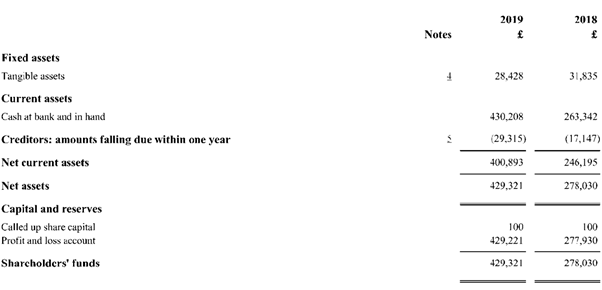 2019 2018
Notes £ £
Fixed assets
Tangible assets 4 28,428 31,835
Current assets
Cash at bank and in hand 430,208 263,342
Creditors: amounts falling due within one year 5 (29,315) (17,147)
Net current assets 400,893 246,195
Net assets 429,321 278,030
Capital and reserves
Called up share capital 100 100
Profit and loss account 429,221 277,930
Shareholders' funds 429,321 278,030